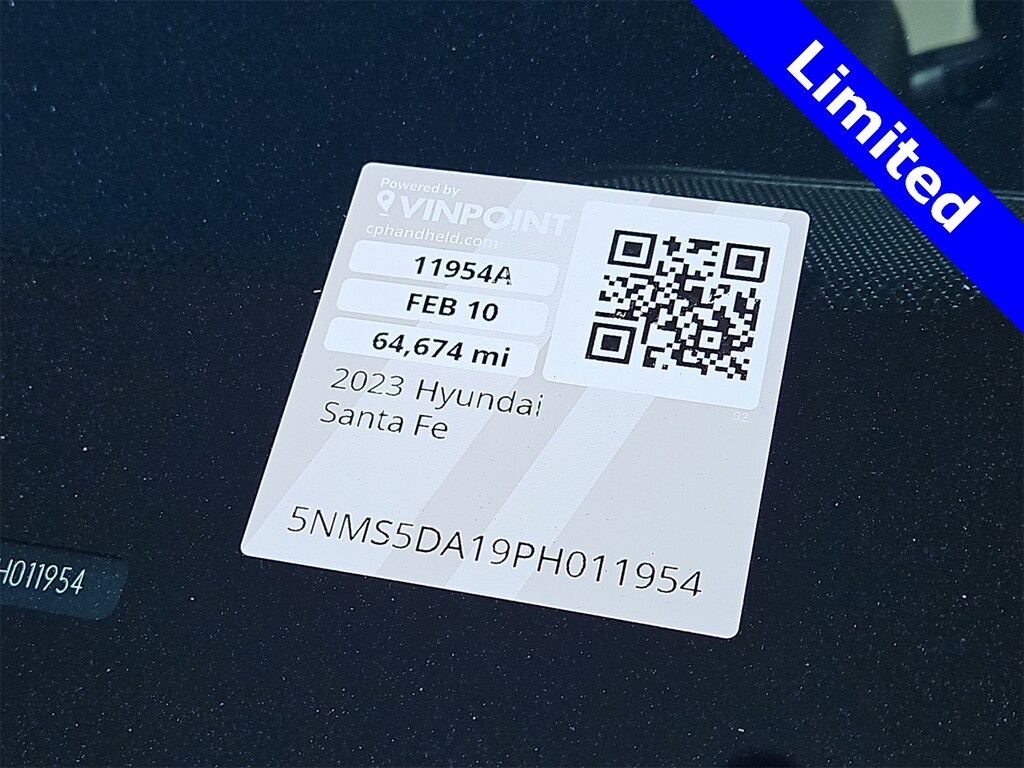 Limited
Powered by
VINPOINT
cphandheld.com
11954A
FEB 10
64,674 mi
2023 Hyundai
Santa Fe
02
5NMS5DA19PH011954
H011954